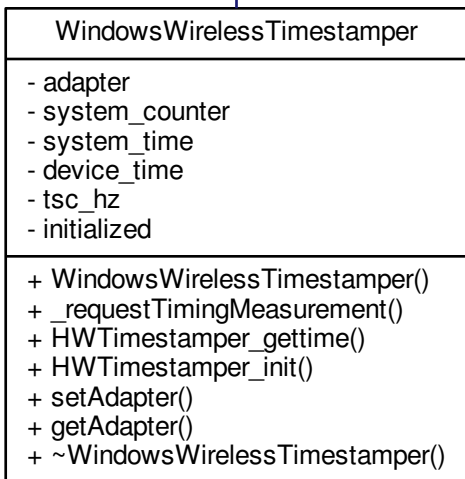 WindowsWirelessTimestamper
- adapter
- system_counter
- system_time
- device_time
- tsc_hz
- initialized
+ WindowsWirelessTimestamper()
+ _requestTimingMeasurement()
+ HWTimestamper_gettime()
+ HWTimestamper_init()
+ setAdapter()
+ getAdapter()
+ ~WindowsWirelessTimestamper()